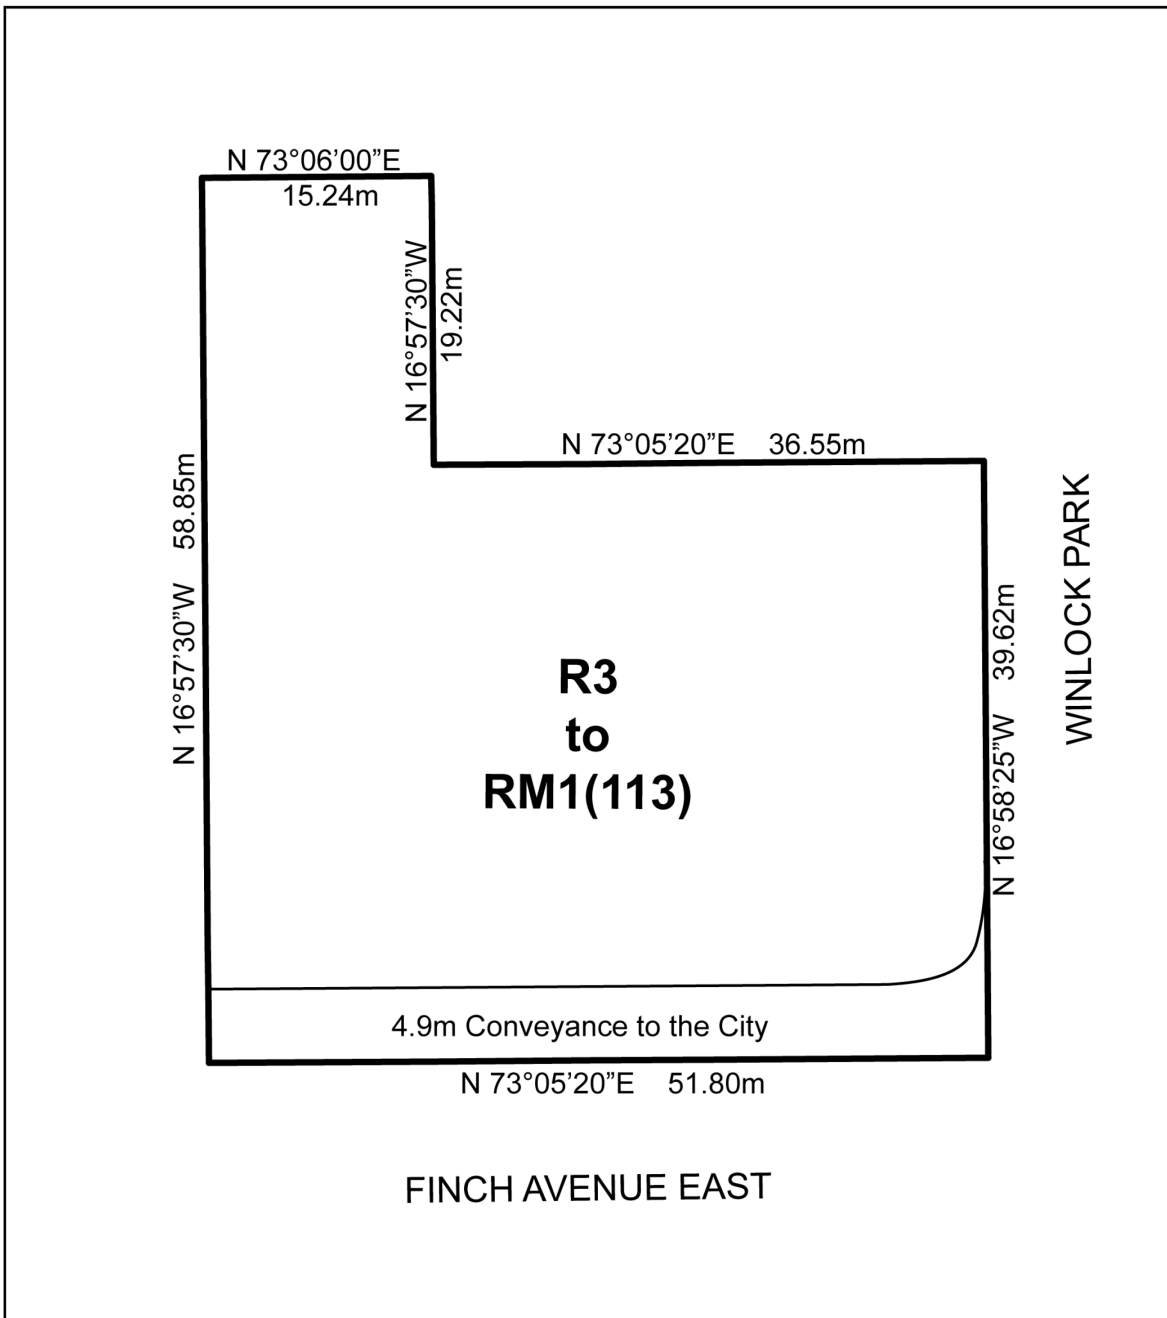 N 73°06’00”E
15.24m
N 16°57’30”W
19.22m
N 73°05’20”E 36.55m
N 16°57’30”W 58.85m
N 16°58’25”W 39.62m
WINLOCK PARK
R3
to
RM1(113)
4.9m Conveyance to the City
N 73°05’20”E 51.80m
FINCH AVENUE EAST